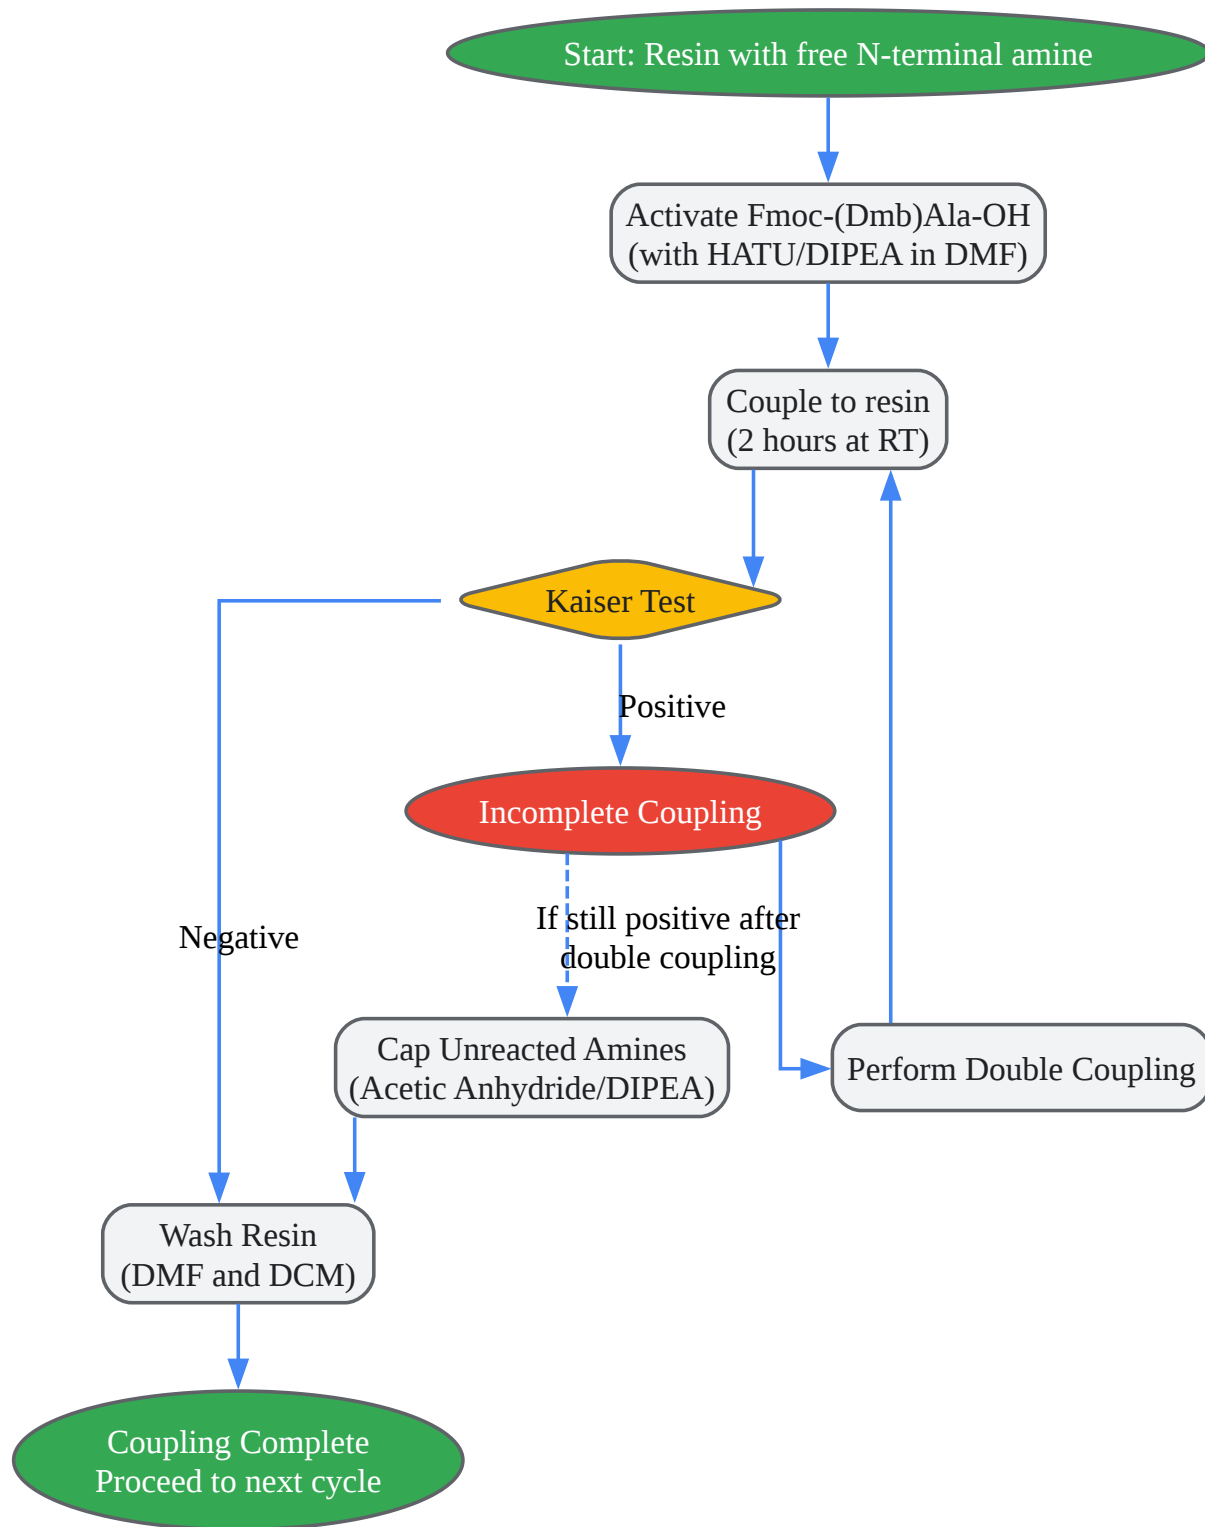 Start: Resin with free N-terminal amine
Activate Fmoc-(Dmb)Ala-OH
(with HATU/DIPEA in DMF)
Couple to resin
(2 hours at RT)
Kaiser Test
Positive
Incomplete Coupling
If still positive after
double coupling
Negative
Cap Unreacted Amines
(Acetic Anhydride/DIPEA)
Perform Double Coupling
Wash Resin
(DMF and DCM)
Coupling Complete
Proceed to next cycle